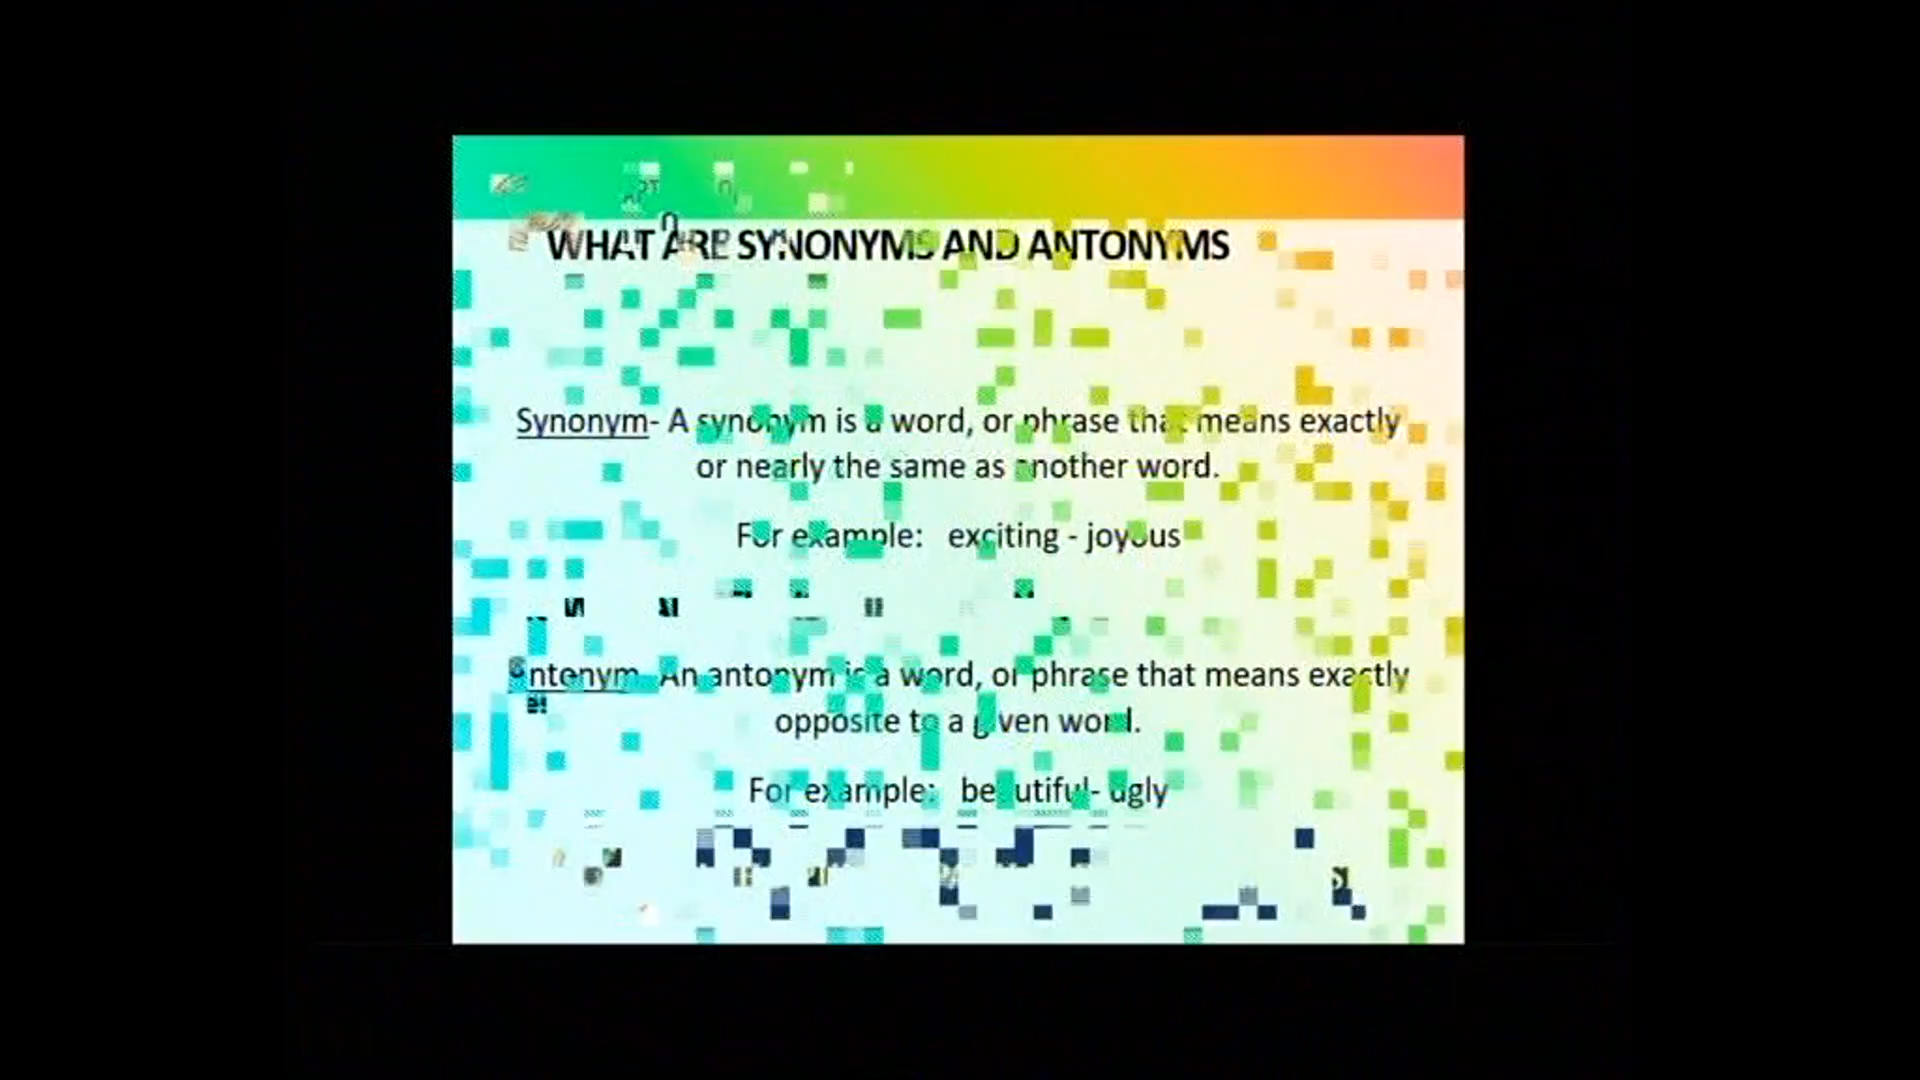 WHAT ARE SYNONYMS AND ANTONYMS
Synonym- A synonym is a word, or phrase that means exactly
or nearly the same as another word.
For example: exciting - joyous
Antonym- An antonym is a word, or phrase that means exactly
opposite to a given word.
For example: beautiful- ugly